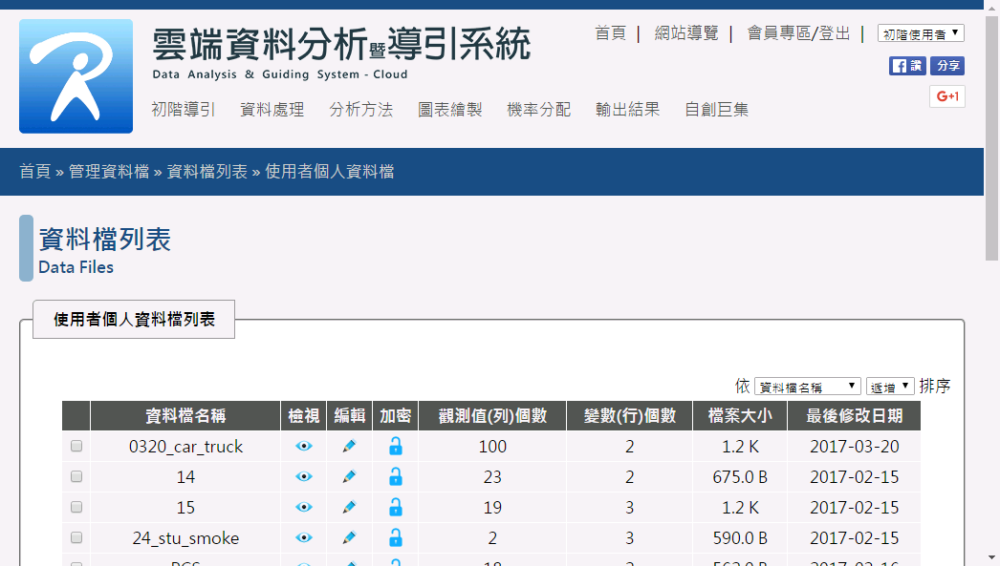 雲端資料分析暨導引系統
Data Analysis & Guiding System - Cloud
首頁 | 網站導覽 | 會員專區/登出 | 初階使用者
讚 分享
G+1
初階導引 資料處理 分析方法 圖表繪製 機率分配 輸出結果 自創巨集
首頁 » 管理資料檔 » 資料檔列表 » 使用者個人資料檔
資料檔列表
Data Files
使用者個人資料檔列表
依 資料檔名稱 遞增 排序
資料檔名稱 檢視 編輯 加密 觀測值(列)個數 變數(行)個數 檔案大小 最後修改日期
0320_car_truck 100 2 1.2 K 2017-03-20
14 23 2 675.0 B 2017-02-15
15 19 3 1.2 K 2017-02-15
24_stu_smoke 2 3 590.0 B 2017-02-15